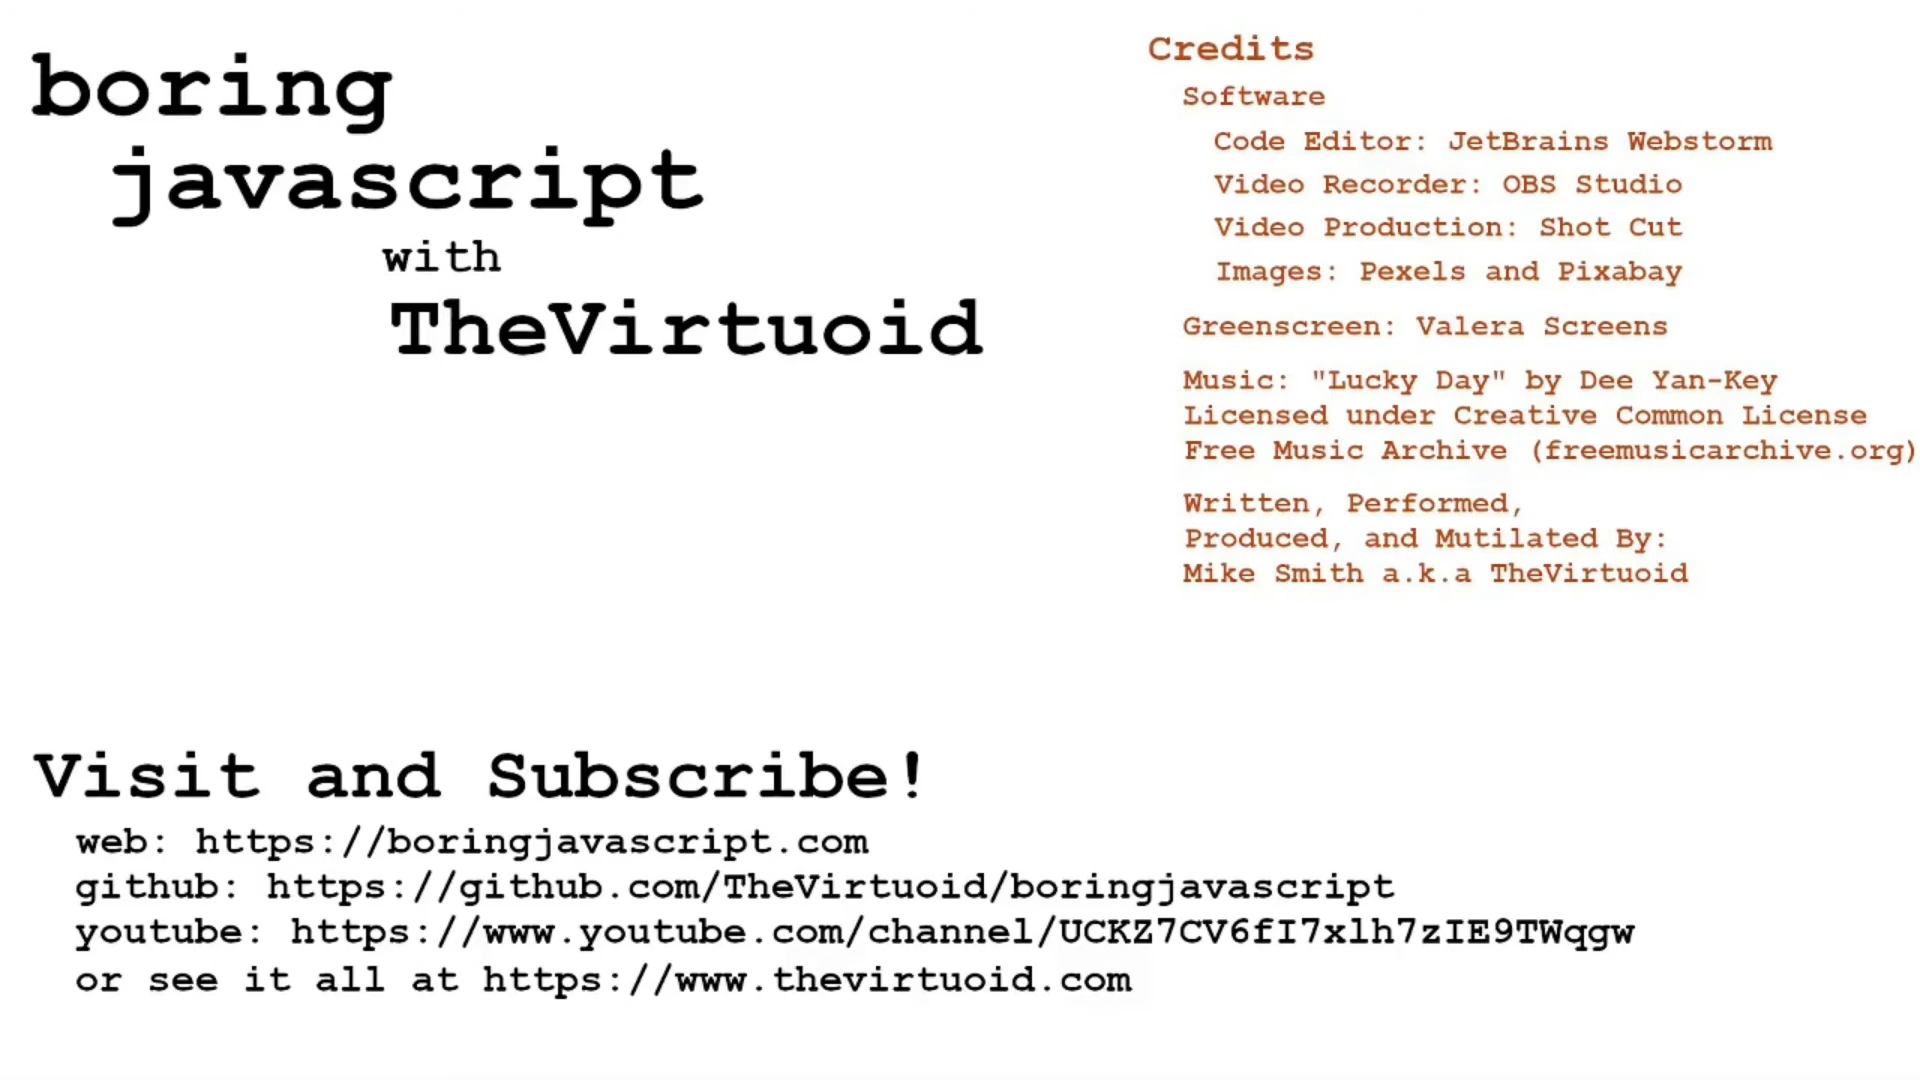 boring
javascript
with
TheVirtuoid
Credits
Software
Code Editor: JetBrains Webstorm
Video Recorder: OBS Studio
Video Production: Shot Cut
Images: Pexels and Pixabay
Greenscreen: Valera Screens
Music: "Lucky Day" by Dee Yan-Key
Licensed under Creative Common License
Free Music Archive (freemusicarchive.org)
Written, Performed,
Produced, and Mutilated By:
Mike Smith a.k.a TheVirtuoid
Visit and Subscribe!
web: https://boringjavascript.com
github: https://github.com/TheVirtuoid/boringjavascript
youtube: https://www.youtube.com/channel/UCKZ7CV6fI7xlh7zIE9TWqgw
or see it all at https://www.thevirtuoid.com